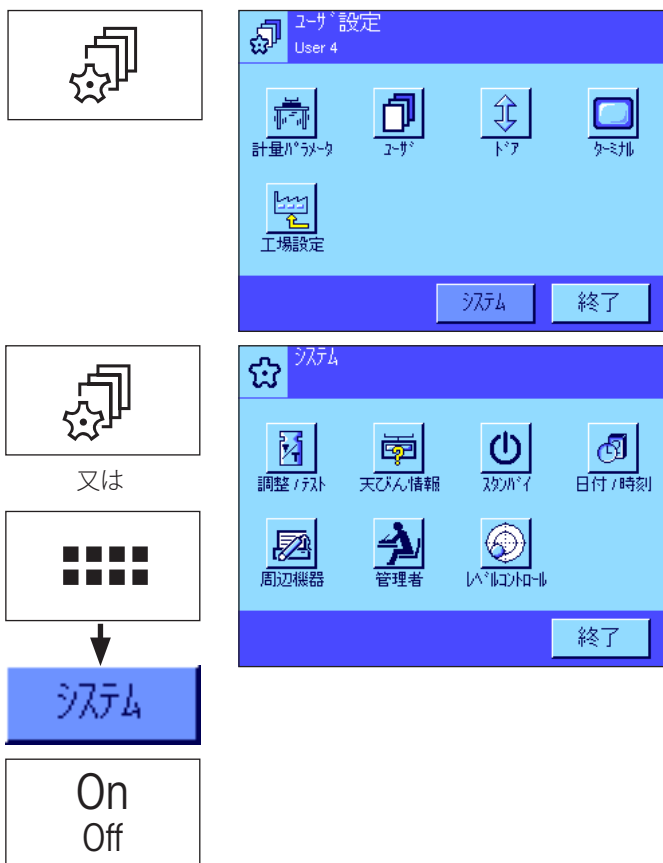 ユーザ設定
User 4
計量パラメータ
ユーザ
ドア
ターミナル
工場設定
システム
終了
システム
又は
調整/テスト
天びん情報
スタンバイ
日付/時刻
周辺機器
管理者
レベルコントロール
終了
システム
On
Off